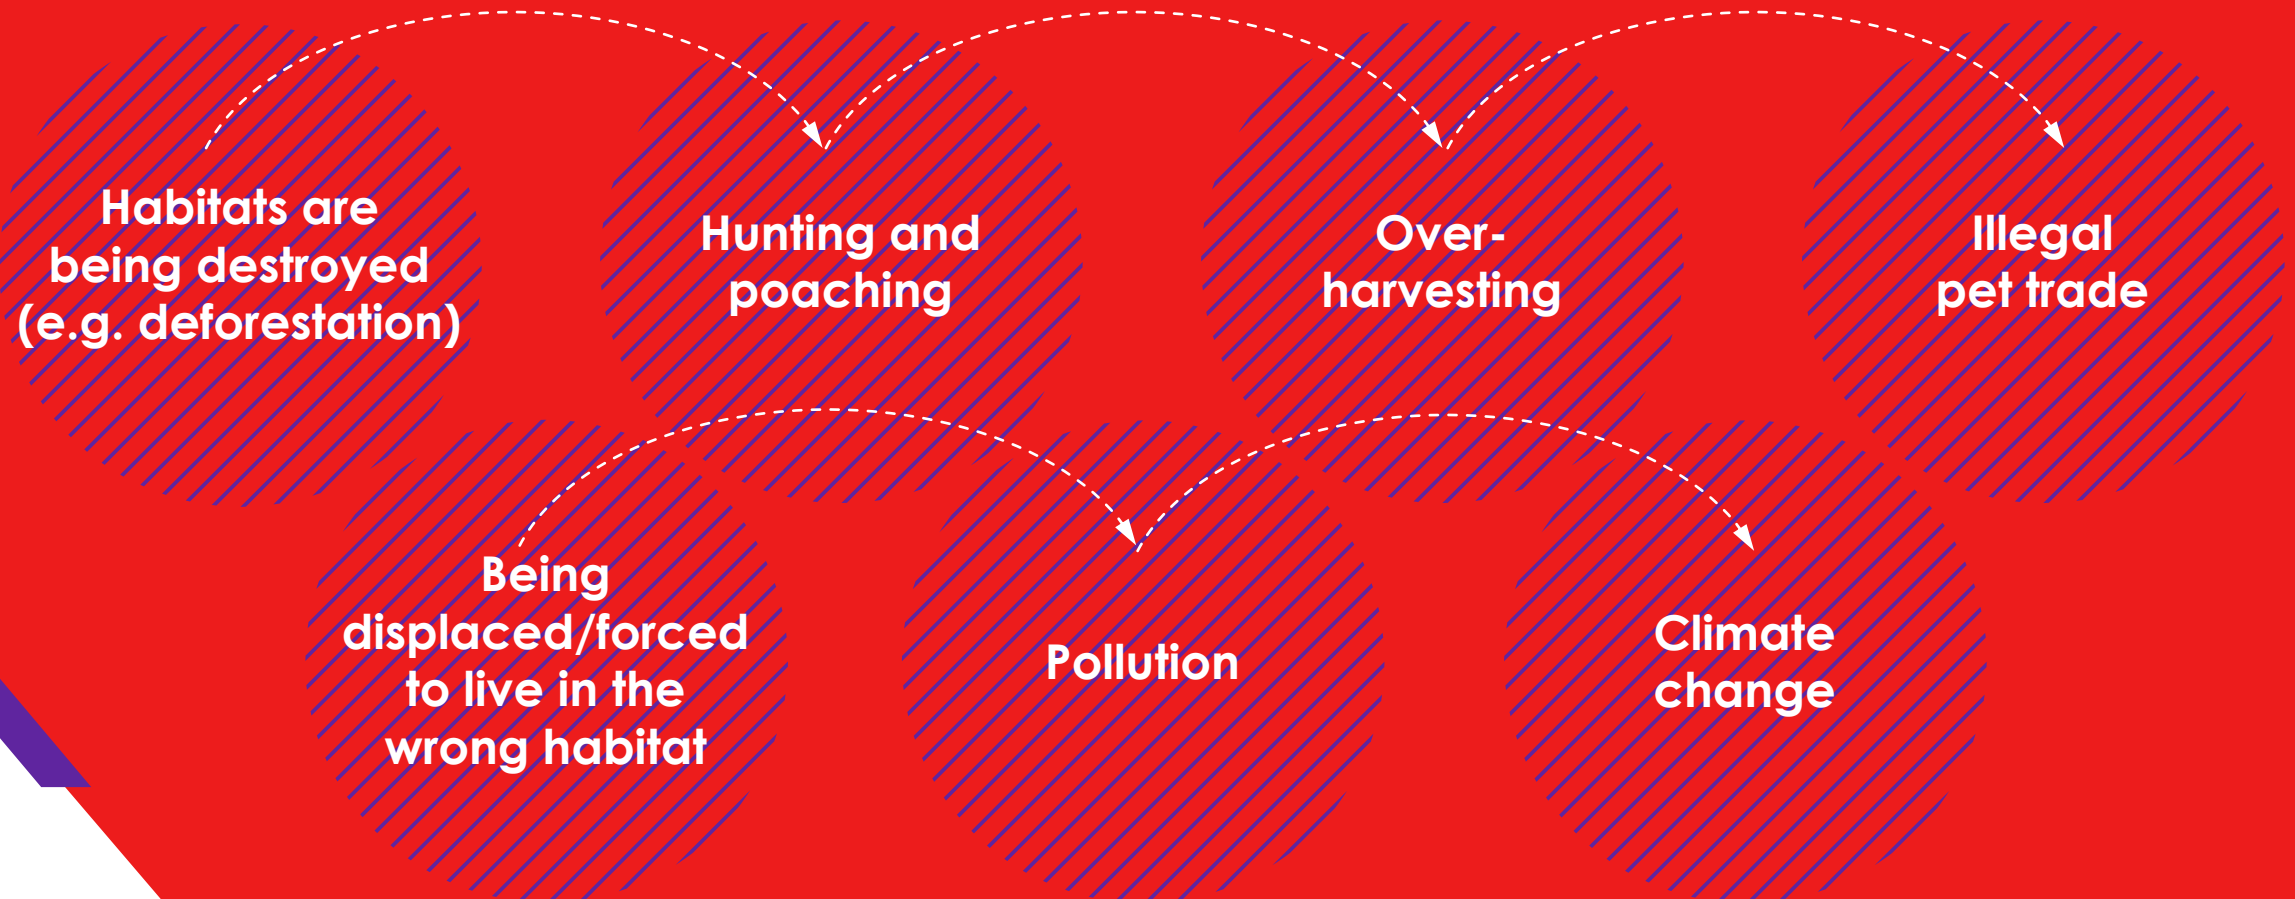 Habitats are
being destroyed
(e.g. deforestation)
Hunting and
poaching
Over-
harvesting
Illegal
pet trade
Being
displaced/forced
to live in the
wrong habitat
Pollution
Climate
change